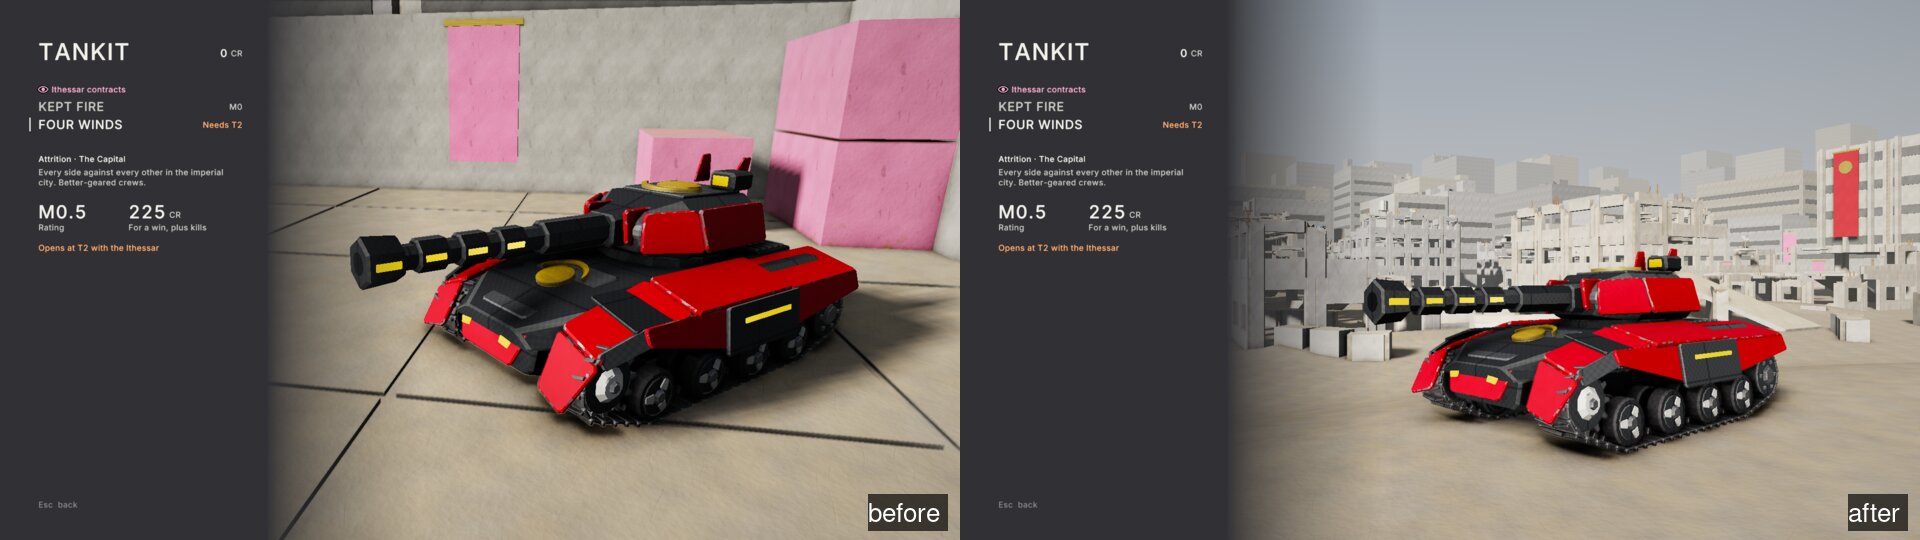 TANKIT
0 CR
Ithessar contracts
KEPT FIRE M0
FOUR WINDS Needs T2
Attrition · The Capital
Every side against every other in the imperial
city. Better-geared crews.
M0.5 225 CR
Rating For a win, plus kills
Opens at T2 with the Ithessar
Esc back
before
TANKIT
0 CR
Ithessar contracts
KEPT FIRE M0
FOUR WINDS Needs T2
Attrition · The Capital
Every side against every other in the imperial
city. Better-geared crews.
M0.5 225 CR
Rating For a win, plus kills
Opens at T2 with the Ithessar
Esc back
after